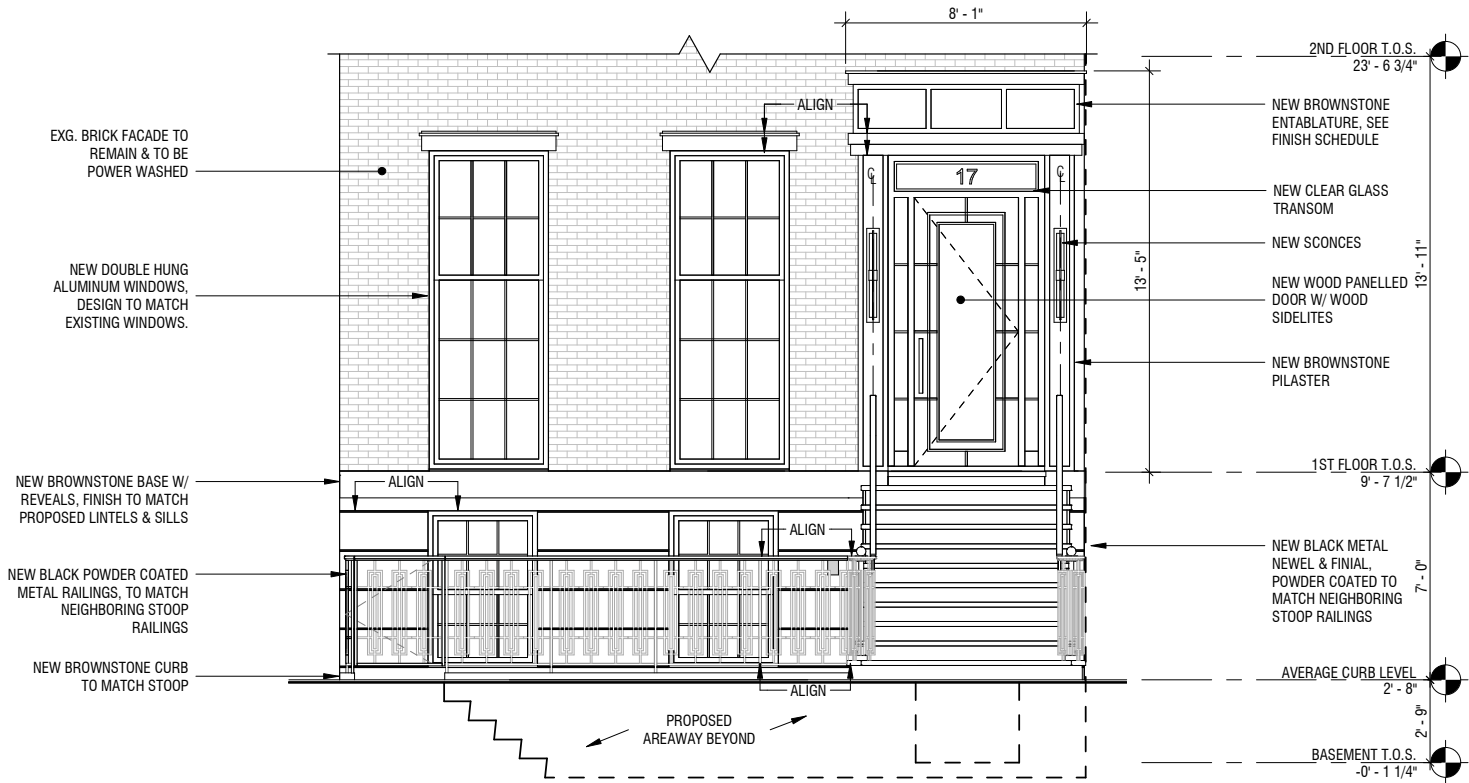 8' - 1"
2ND FLOOR T.O.S.
23' - 6 3/4"
ALIGN
NEW BROWNSTONE
ENTABLATURE, SEE
FINISH SCHEDULE
EXG. BRICK FACADE TO
REMAIN & TO BE
POWER WASHED
17
CL
CL
NEW CLEAR GLASS
TRANSOM
NEW SCONCES
13' - 5"
13' - 11"
NEW DOUBLE HUNG
ALUMINUM WINDOWS,
DESIGN TO MATCH
EXISTING WINDOWS.
NEW WOOD PANELLED
DOOR W/ WOOD
SIDELITES
NEW BROWNSTONE
PILASTER
1ST FLOOR T.O.S.
9' - 7 1/2"
NEW BROWNSTONE BASE W/
REVEALS, FINISH TO MATCH
PROPOSED LINTELS & SILLS
ALIGN
ALIGN
NEW BLACK METAL
NEWEL & FINIAL,
POWDER COATED TO
MATCH NEIGHBORING
STOOP RAILINGS
7' - 0"
NEW BLACK POWDER COATED
METAL RAILINGS, TO MATCH
NEIGHBORING STOOP
RAILINGS
NEW BROWNSTONE CURB
TO MATCH STOOP
ALIGN
AVERAGE CURB LEVEL
2' - 8"
PROPOSED
AREAWAY BEYOND
2' - 9"
BASEMENT T.O.S.
-0' - 1 1/4"